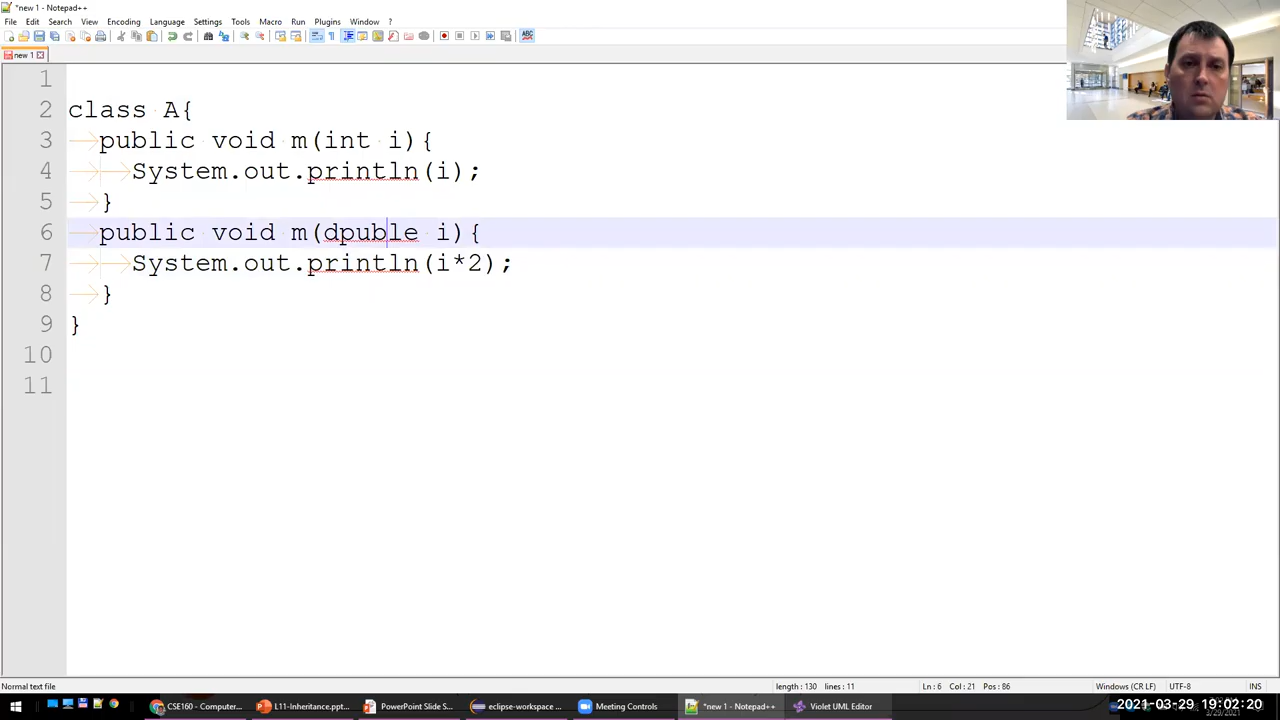 *new 1 - Notepad++
File Edit Search View Encoding Language Settings Tools Macro Run Plugins Window ?
new 1
1
2 class A{
3 public void m(int i){
4 System.out.println(i);
5 }
6 public void m(dpuble i){
7 System.out.println(i*2);
8 }
9 }
10
11
Normal text file length : 130 lines : 11 Ln : 6 Col : 21 Pos : 86 Windows (CR LF) UTF-8 INS
CSE160 - Computer... L11-Inheritance.ppt... PowerPoint Slide S... eclipse-workspace ... Meeting Controls *new 1 - Notepad++ Violet UML Editor 2021-03-29 19:02:20